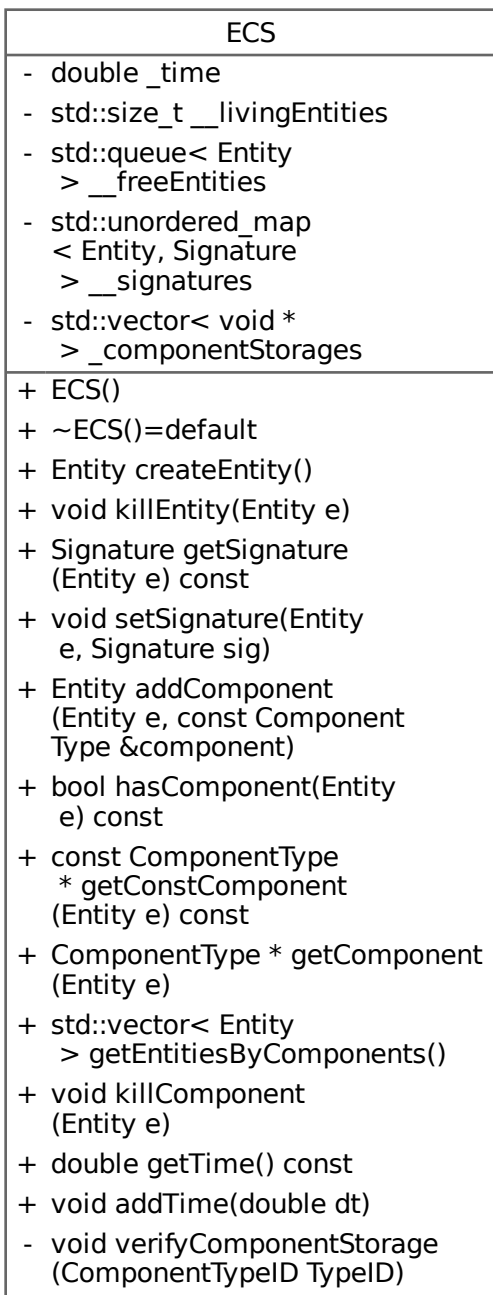 ECS
- double _time
- std::size_t __livingEntities
- std::queue< Entity
> __freeEntities
- std::unordered_map
< Entity, Signature
> __signatures
- std::vector< void *
> _componentStorages
+ ECS()
+ ~ECS()=default
+ Entity createEntity()
+ void killEntity(Entity e)
+ Signature getSignature
(Entity e) const
+ void setSignature(Entity
e, Signature sig)
+ Entity addComponent
(Entity e, const Component
Type &component)
+ bool hasComponent(Entity
e) const
+ const ComponentType
* getConstComponent
(Entity e) const
+ ComponentType * getComponent
(Entity e)
+ std::vector< Entity
> getEntitiesByComponents()
+ void killComponent
(Entity e)
+ double getTime() const
+ void addTime(double dt)
- void verifyComponentStorage
(ComponentTypeID TypeID)